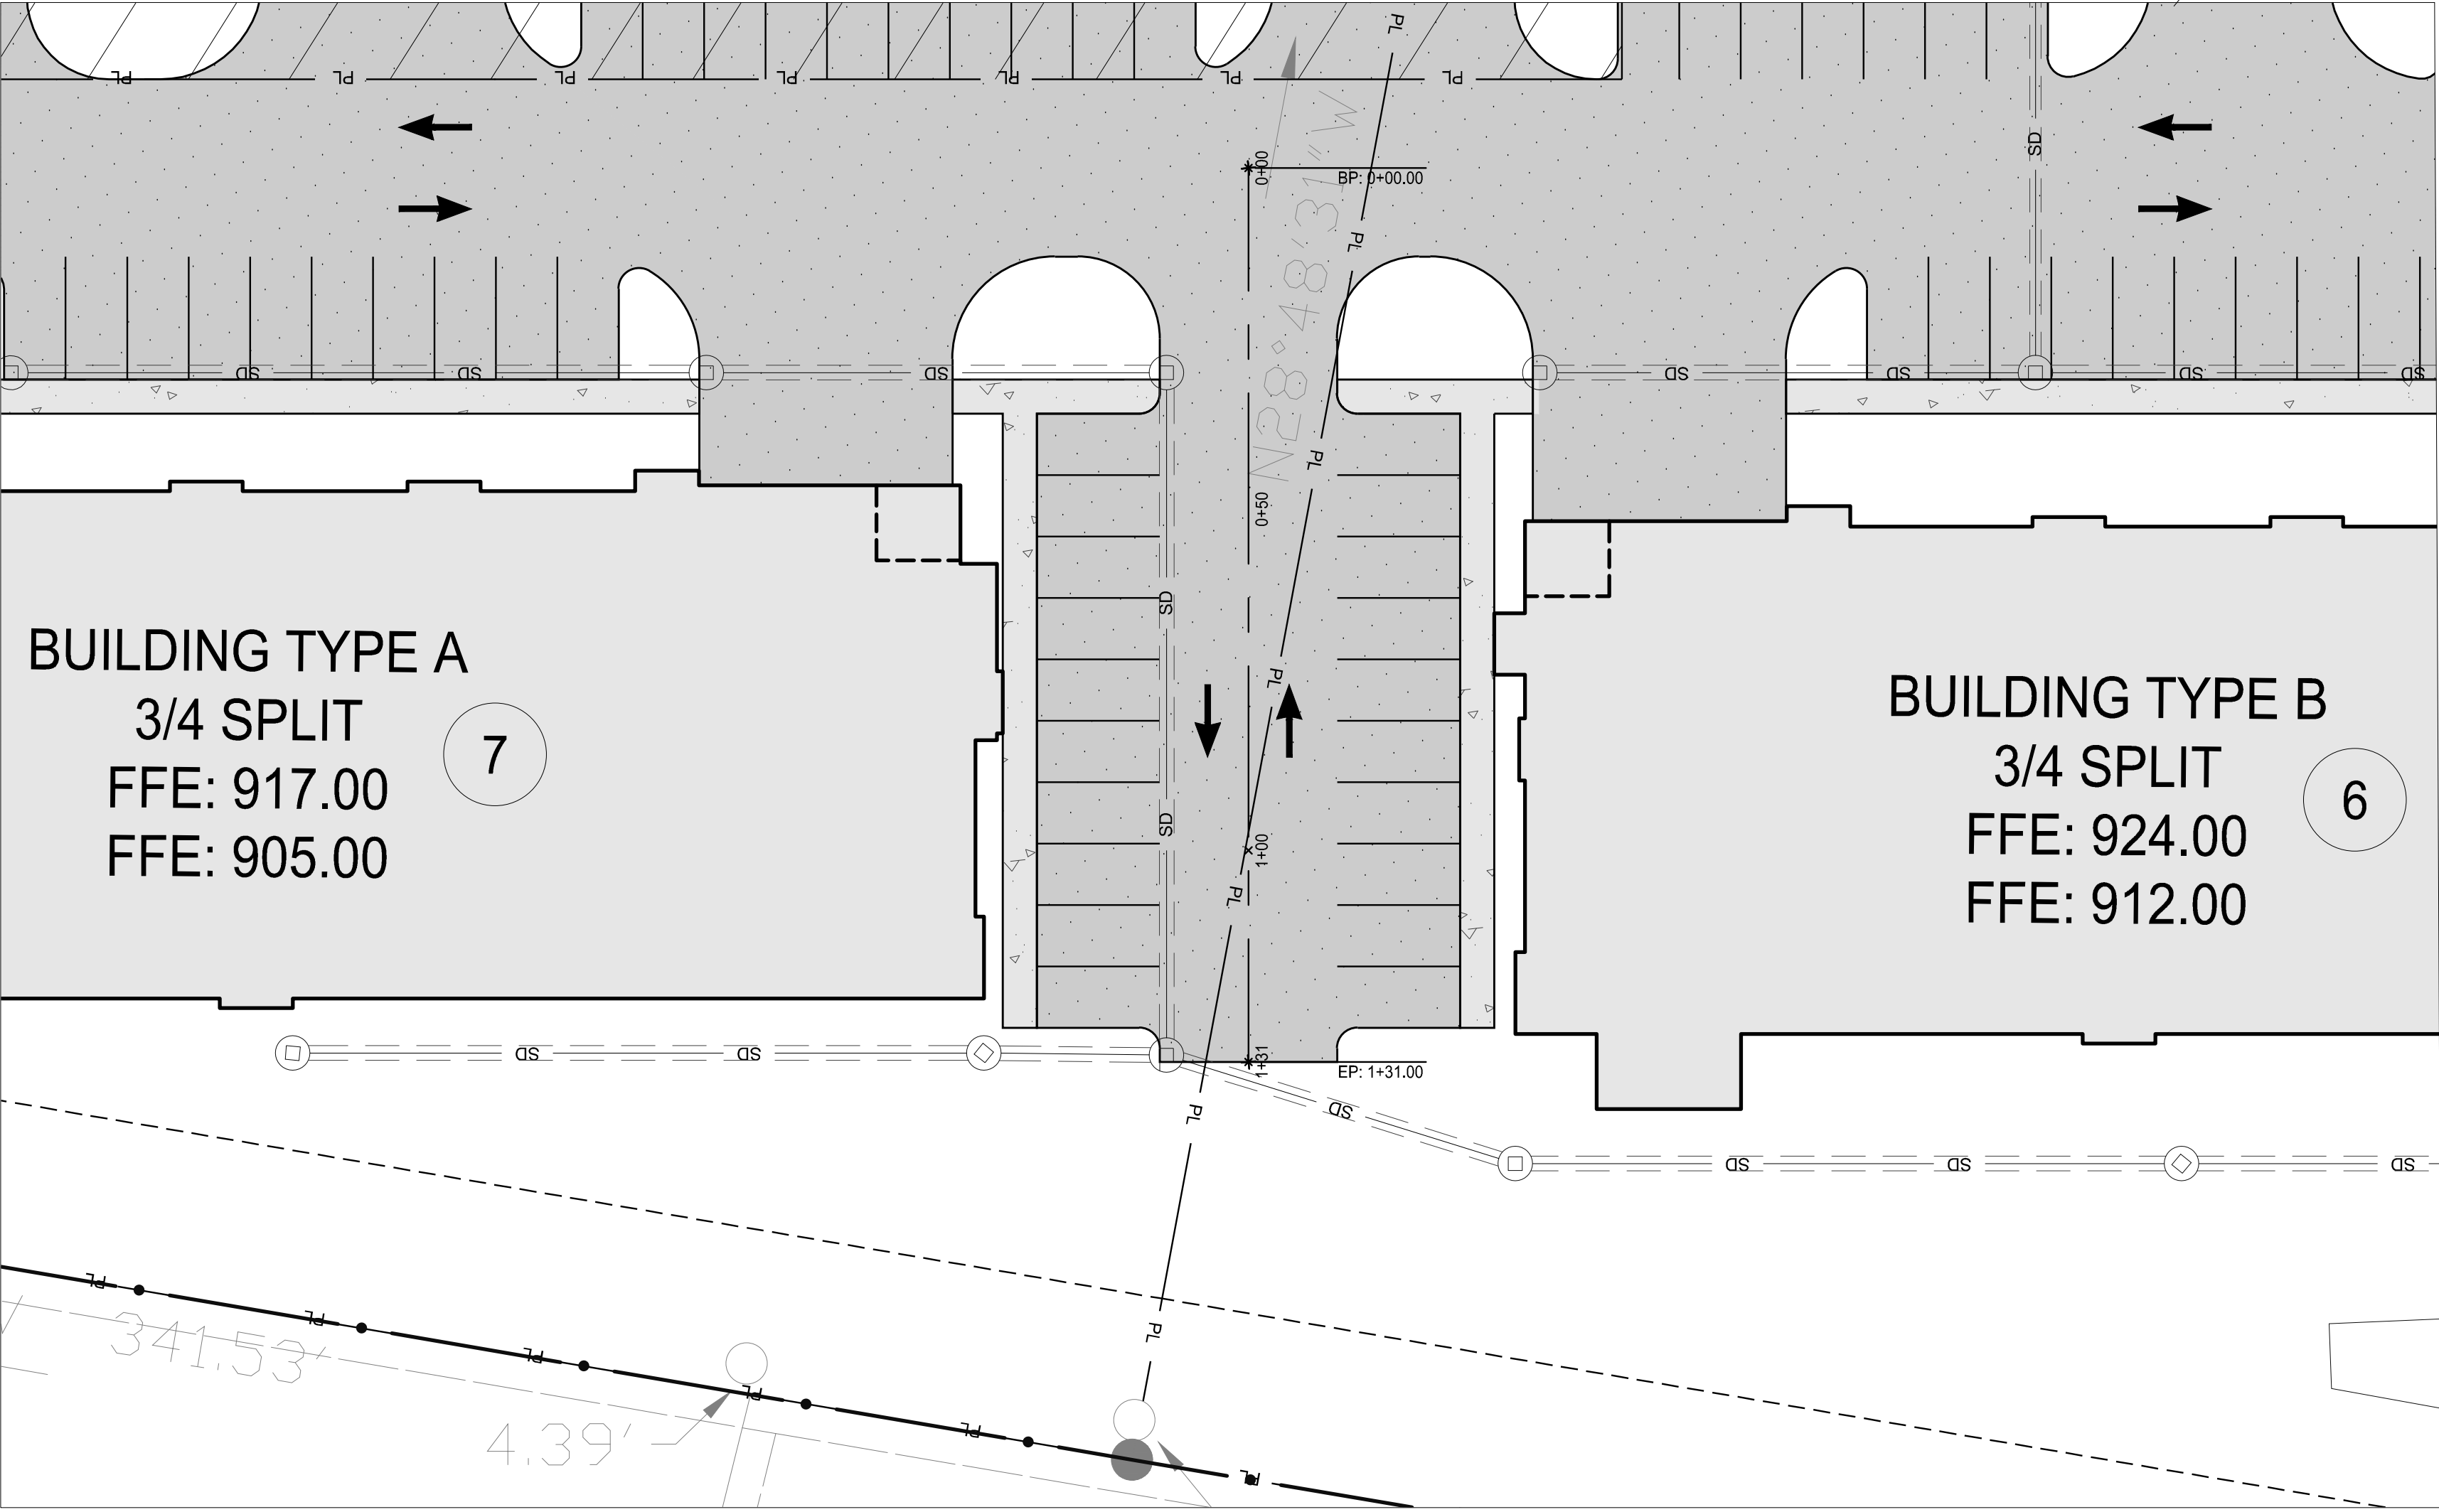 PL
PL
PL
PL
PL
PL
PL
PL
SD
0+00
BP: 0+00.00
N28°48'31"W
PL
SD
SD
SD
SD
SD
SD
SD
PL
0+50
SD
BUILDING TYPE A
3/4 SPLIT
FFE: 917.00
FFE: 905.00
7
PL
BUILDING TYPE B
3/4 SPLIT
FFE: 924.00
FFE: 912.00
6
SD
1+00
PL
SD
SD
1+31
EP: 1+31.00
PL
SD
SD
SD
SD
PL
PL
PL
PL
PL
PL
PL
341.53'
4.39'